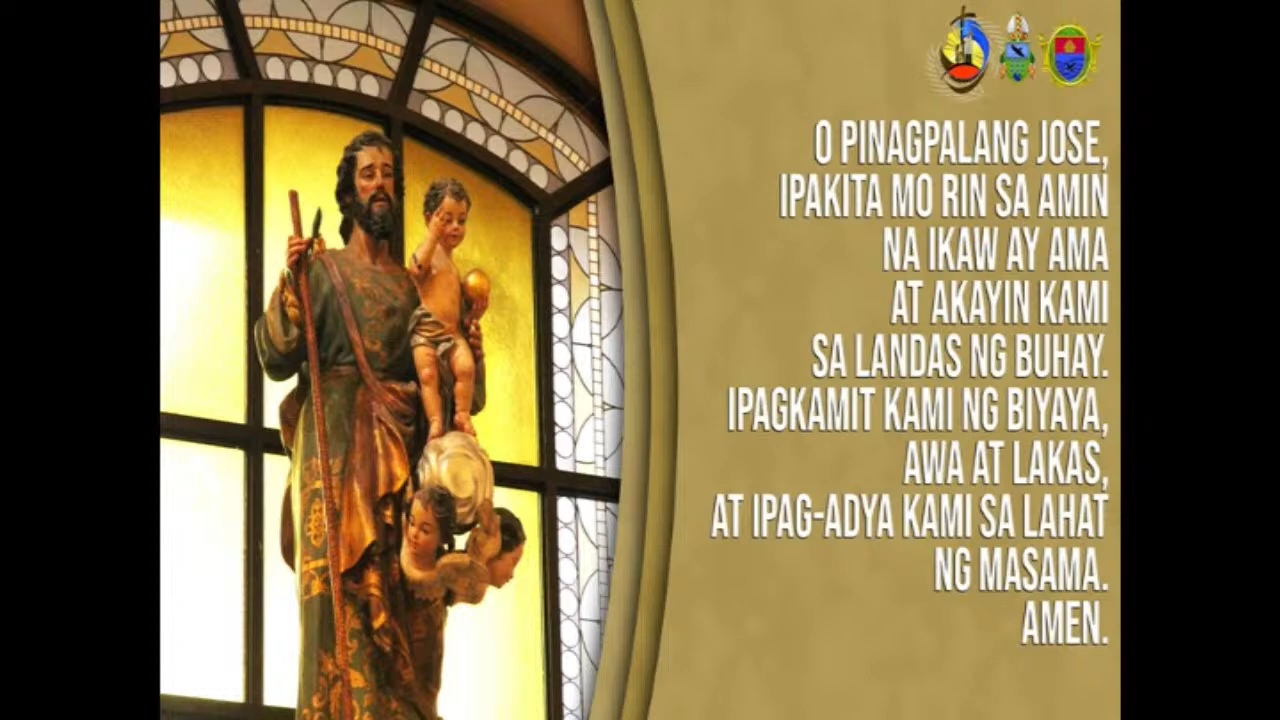 O PINAGPALANG JOSE,
IPAKITA MO RIN SA AMIN
NA IKAW AY AMA
AT AKAYIN KAMI
SA LANDAS NG BUHAY.
IPAGKAMIT KAMI NG BIYAYA,
AWA AT LAKAS,
AT IPAG-ADYA KAMI SA LAHAT
NG MASAMA.
AMEN.